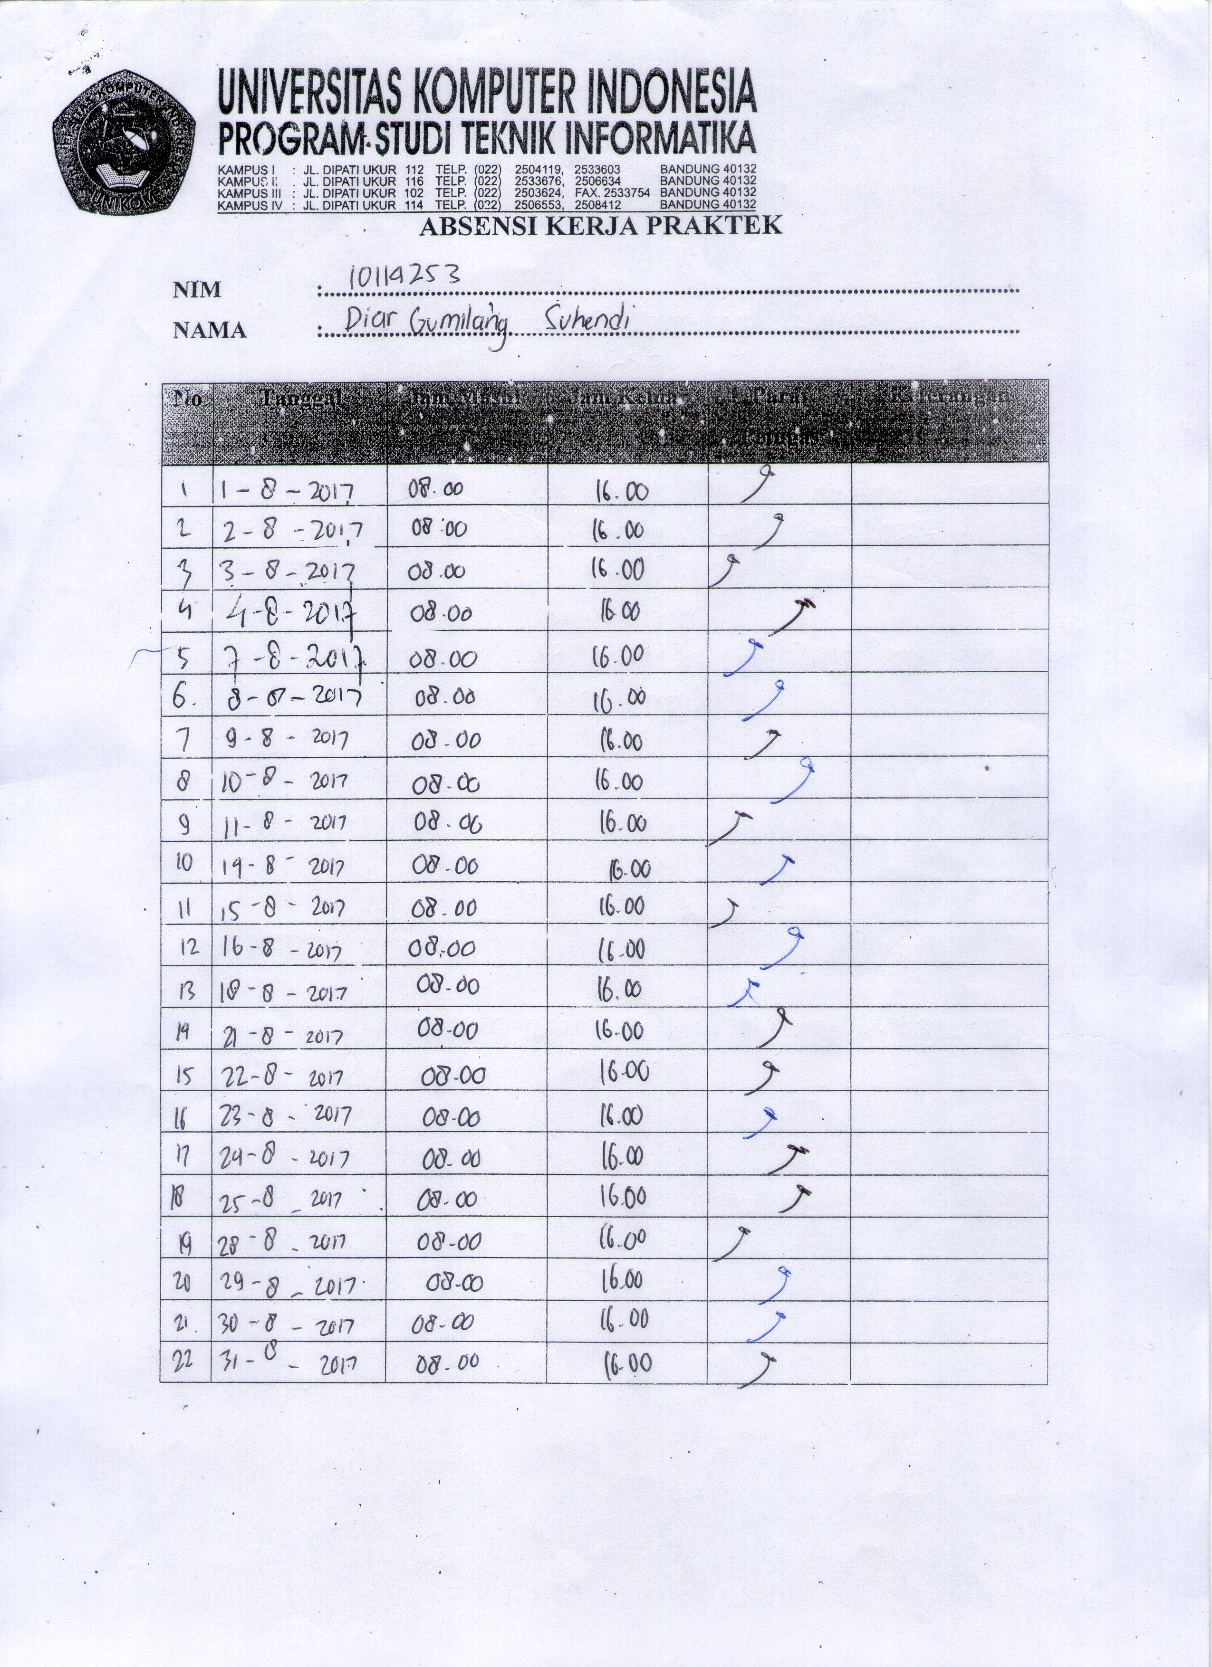 UNIVERSITAS KOMPUTER INDONESIA
PROGRAM STUDI TEKNIK INFORMATIKA
KAMPUS I : JL. DIPATI UKUR 112 TELP. (022) 2504119, 2533603 BANDUNG 40132
KAMPUS II : JL. DIPATI UKUR 116 TELP. (022) 2533676, 2506634 BANDUNG 40132
KAMPUS III : JL. DIPATI UKUR 102 TELP. (022) 2503624, FAX. 2533754 BANDUNG 40132
KAMPUS IV : JL. DIPATI UKUR 114 TELP. (022) 2506553, 2508412 BANDUNG 40132
UNIKOM
ABSENSI KERJA PRAKTEK
NIM : 10114253
NAMA : Diar Gumilang Suhendi
No Tanggal Jam Masuk Jam Keluar Paraf Petugas Keterangan
1 1-8-2017 08.00 16.00
2 2-8-2017 08:00 16.00
3 3-8-2017 08.00 16.00
4 4-8-2017 08.00 16.00
5 7-8-2017 08.00 16.00
6. 8-8-2017 08.00 16.00
7 9-8-2017 08.00 16.00
8 10-8-2017 08.00 16.00
9 11-8-2017 08.00 16.00
10 14-8-2017 08.00 16.00
11 15-8-2017 08.00 16.00
12 16-8-2017 08.00 16.00
13 18-8-2017 08.00 16.00
14 21-8-2017 08.00 16.00
15 22-8-2017 08.00 16.00
16 23-8-2017 08.00 16.00
17 24-8-2017 08.00 16.00
18 25-8-2017 08.00 16.00
19 28-8-2017 08.00 16.00
20 29-8-2017 08.00 16.00
21. 30-8-2017 08.00 16.00
22 31-8-2017 08.00 16.00